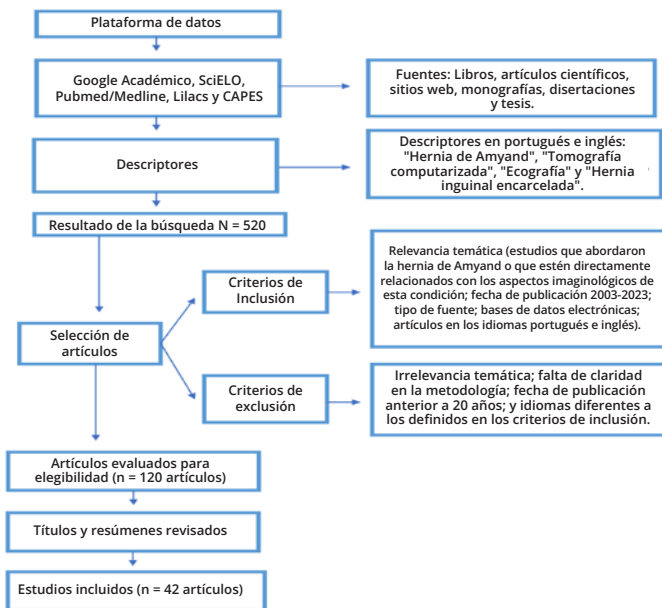 Plataforma de datos
Google Académico, SciELO,
Pubmed/Medline, Lilacs y CAPES
Fuentes: Libros, artículos científicos,
sitios web, monografías, disertaciones
y tesis.
Descriptores
Descriptores en portugués e inglés:
"Hernia de Amyand", "Tomografía
computarizada", "Ecografía" y "Hernia
inguinal encarcelada".
Resultado de la búsqueda N = 520
Selección de
artículos
Criterios de
Inclusión
Relevancia temática (estudios que abordaron
la hernia de Amyand o que estén directamente
relacionados con los aspectos imaginológicos de
esta condición; fecha de publicación 2003-2023;
tipo de fuente; bases de datos electrónicas;
artículos en los idiomas portugués e inglés).
Criterios de
exclusión
Irrelevancia temática; falta de claridad
en la metodología; fecha de publicación
anterior a 20 años; y idiomas diferentes a
los definidos en los criterios de inclusión.
Artículos evaluados para
elegibilidad (n = 120 artículos)
Títulos y resúmenes revisados
Estudios incluidos (n = 42 artículos)